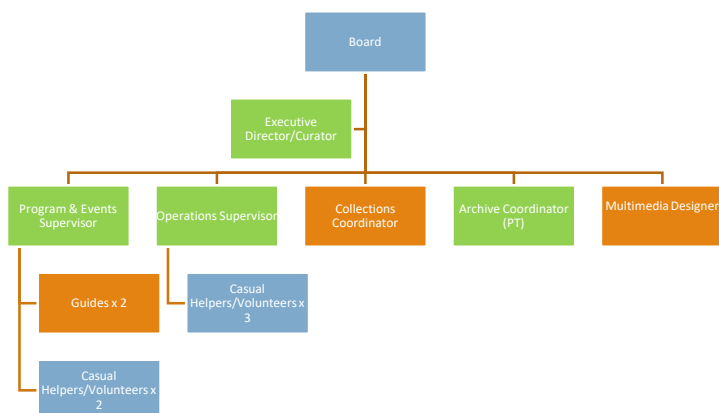 Board
Executive
Director/Curator
Program & Events
Supervisor
Operations Supervisor
Collections
Coordinator
Archive Coordinator
(PT)
Multimedia Designer
Guides x 2
Casual
Helpers/Volunteers x
3
Casual
Helpers/Volunteers x
2